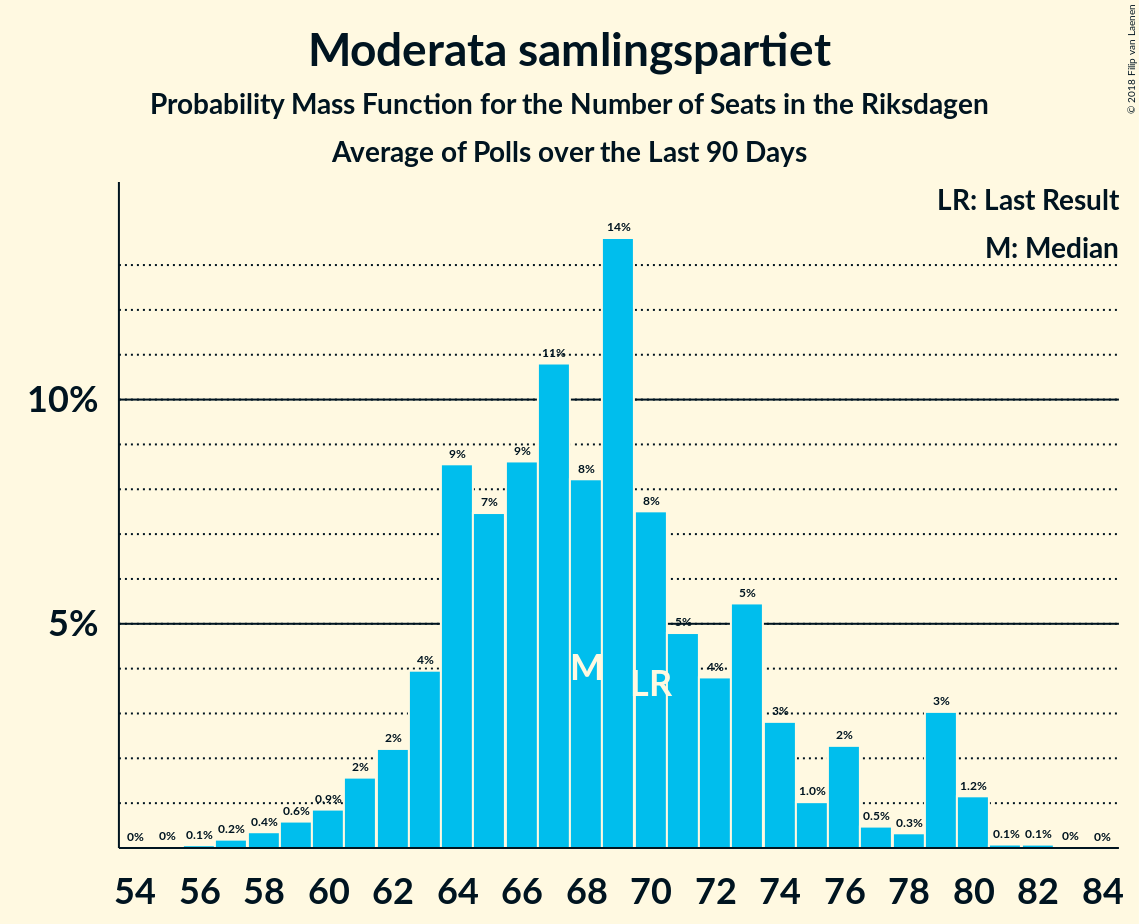 Moderata samlingspartiet
Probability Mass Function for the Number of Seats in the Riksdagen
Average of Polls over the Last 90 Days
© 2018 Filip van Laenen
LR: Last Result
M: Median
10%
5%
0% 0% 0.1% 0.2% 0.4% 0.6% 0.9% 2% 2% 4% 9% 7% 9% 11% 8% 14% 8% 5% 4% 5% 3% 1.0% 2% 0.5% 0.3% 3% 1.2% 0.1% 0.1% 0% 0%
M
LR
54 56 58 60 62 64 66 68 70 72 74 76 78 80 82 84